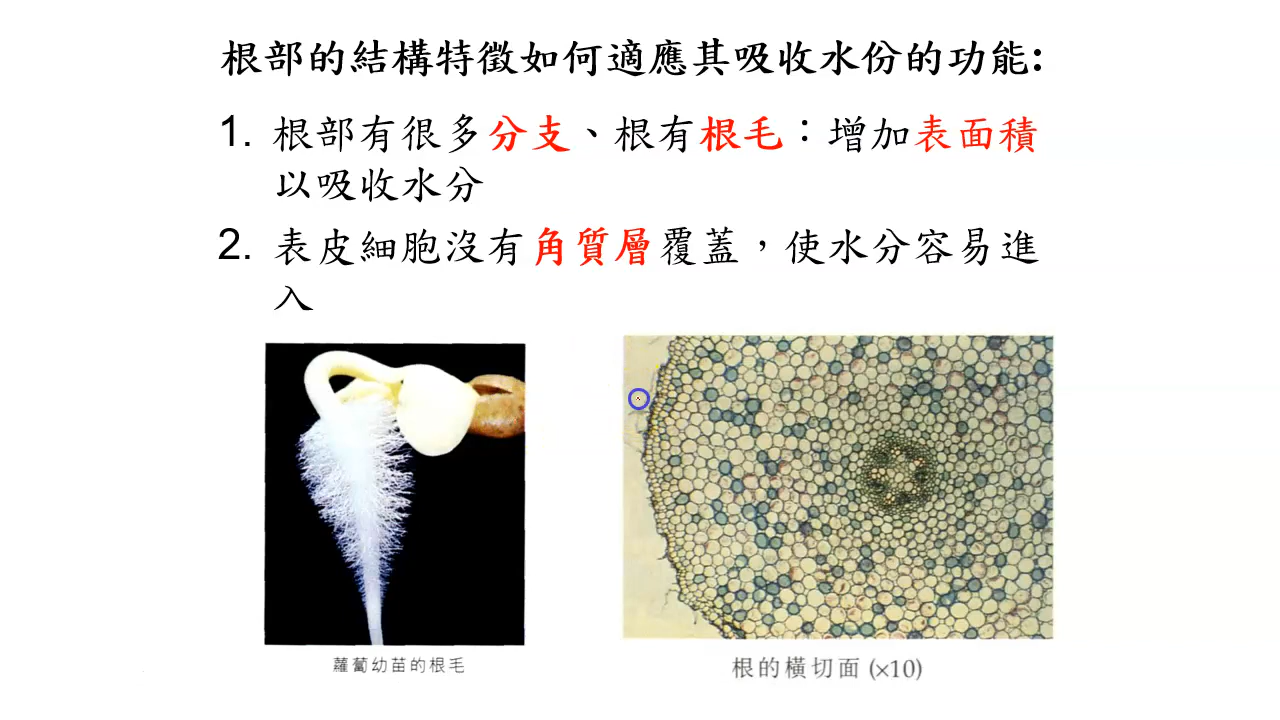 根部的結構特徵如何適應其吸收水份的功能:
1. 根部有很多分支、根有根毛：增加表面積
以吸收水分
2. 表皮細胞沒有角質層覆蓋，使水分容易進
入
蘿蔔幼苗的根毛
根的橫切面 (×10)